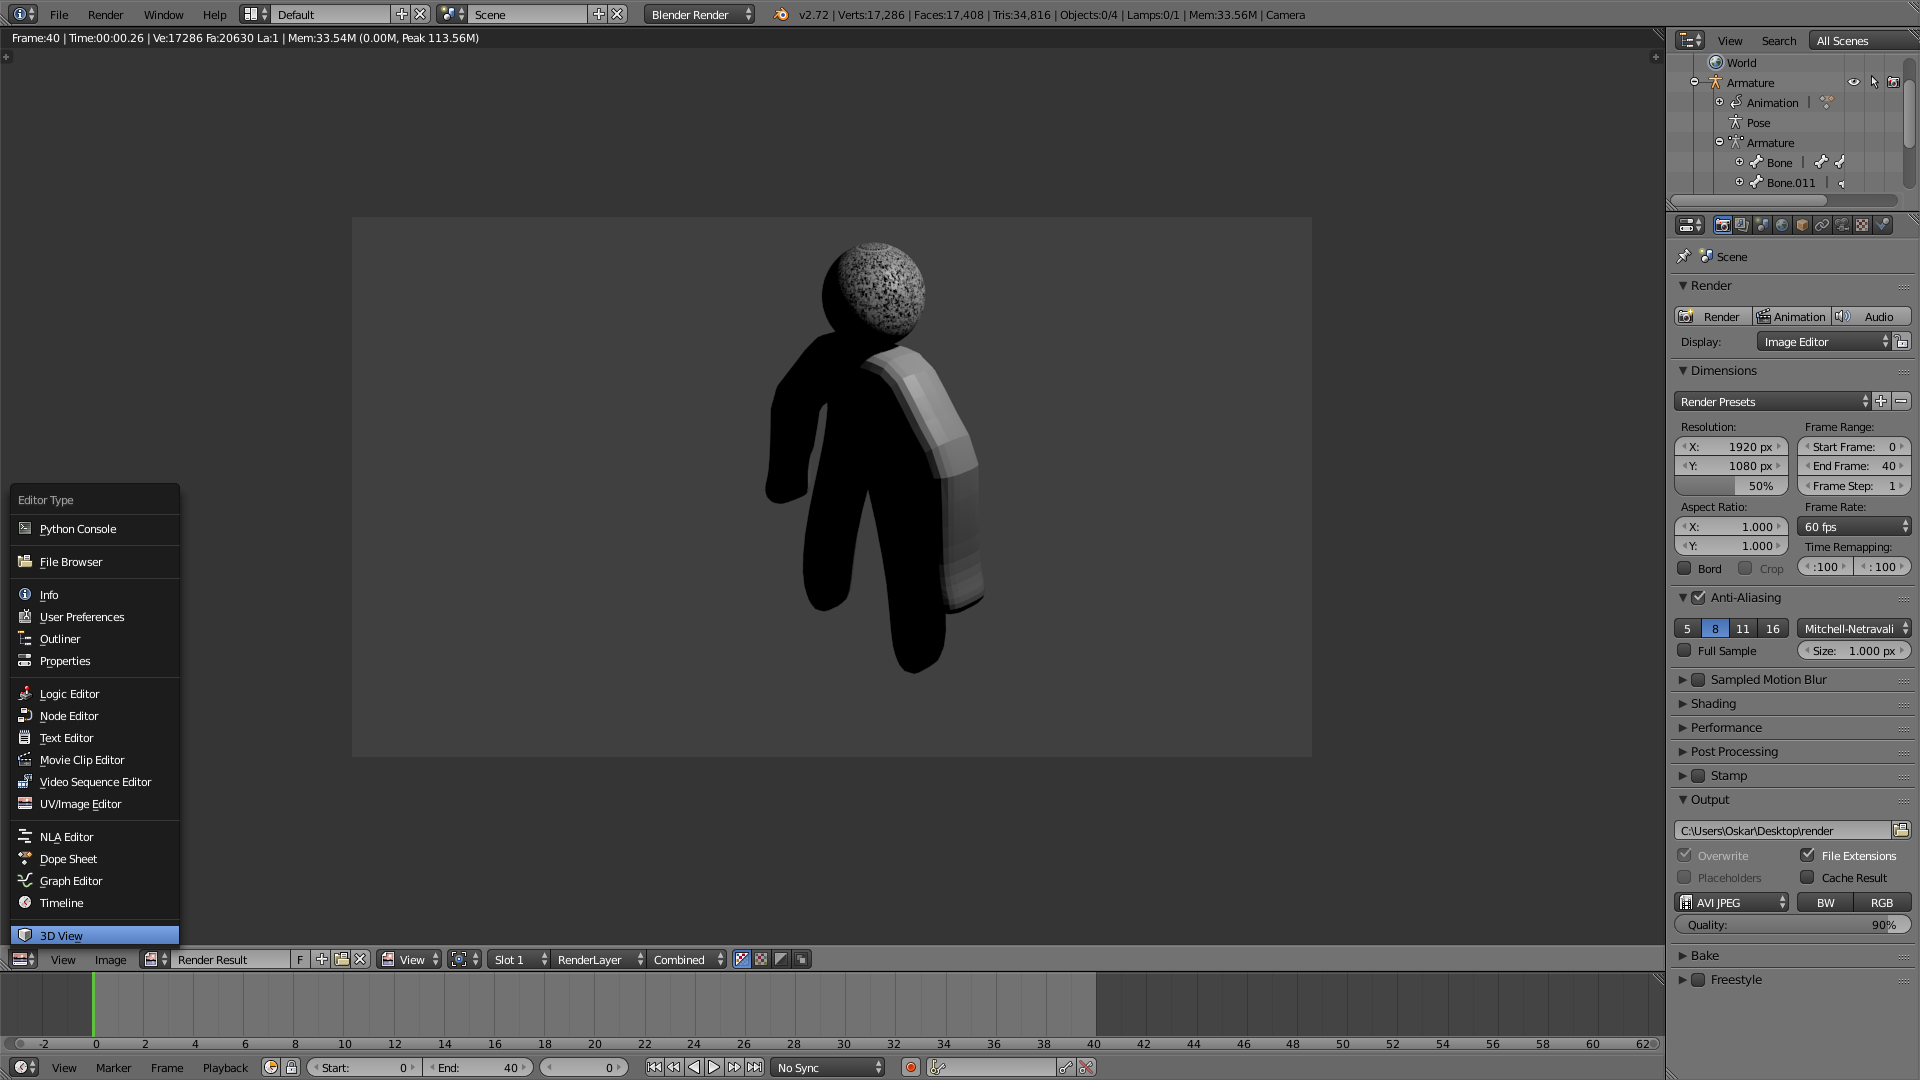 File Render Window Help Default Scene Blender Render v2.72 | Verts:17,286 | Faces:17,408 | Tris:34,816 | Objects:0/4 | Lamps:0/1 | Mem:33.56M | Camera
Frame:40 | Time:00:00.26 | Ve:17286 Fa:20630 La:1 | Mem:33.54M (0.00M, Peak 113.56M)
View Search All Scenes
World
Armature
Animation
Pose
Armature
Bone
Bone.011
Scene
Render
Render Animation Audio
Display: Image Editor
Dimensions
Render Presets
Resolution: Frame Range:
X: 1920 px Start Frame: 0
Y: 1080 px End Frame: 40
50% Frame Step: 1
Aspect Ratio: Frame Rate:
X: 1.000 60 fps
Y: 1.000 Time Remapping:
Bord Crop :100 : 100
Anti-Aliasing
5 8 11 16 Mitchell-Netravali
Full Sample Size: 1.000 px
Sampled Motion Blur
Shading
Performance
Post Processing
Stamp
Output
C:\Users\Oskar\Desktop\render
Overwrite File Extensions
Placeholders Cache Result
AVI JPEG BW RGB
Quality: 90%
Bake
Freestyle
Editor Type
Python Console
File Browser
Info
User Preferences
Outliner
Properties
Logic Editor
Node Editor
Text Editor
Movie Clip Editor
Video Sequence Editor
UV/Image Editor
NLA Editor
Dope Sheet
Graph Editor
Timeline
3D View
View Image Render Result F View Slot 1 RenderLayer Combined
-2 0 2 4 6 8 10 12 14 16 18 20 22 24 26 28 30 32 34 36 38 40 42 44 46 48 50 52 54 56 58 60 62
View Marker Frame Playback Start: 0 End: 40 0 No Sync